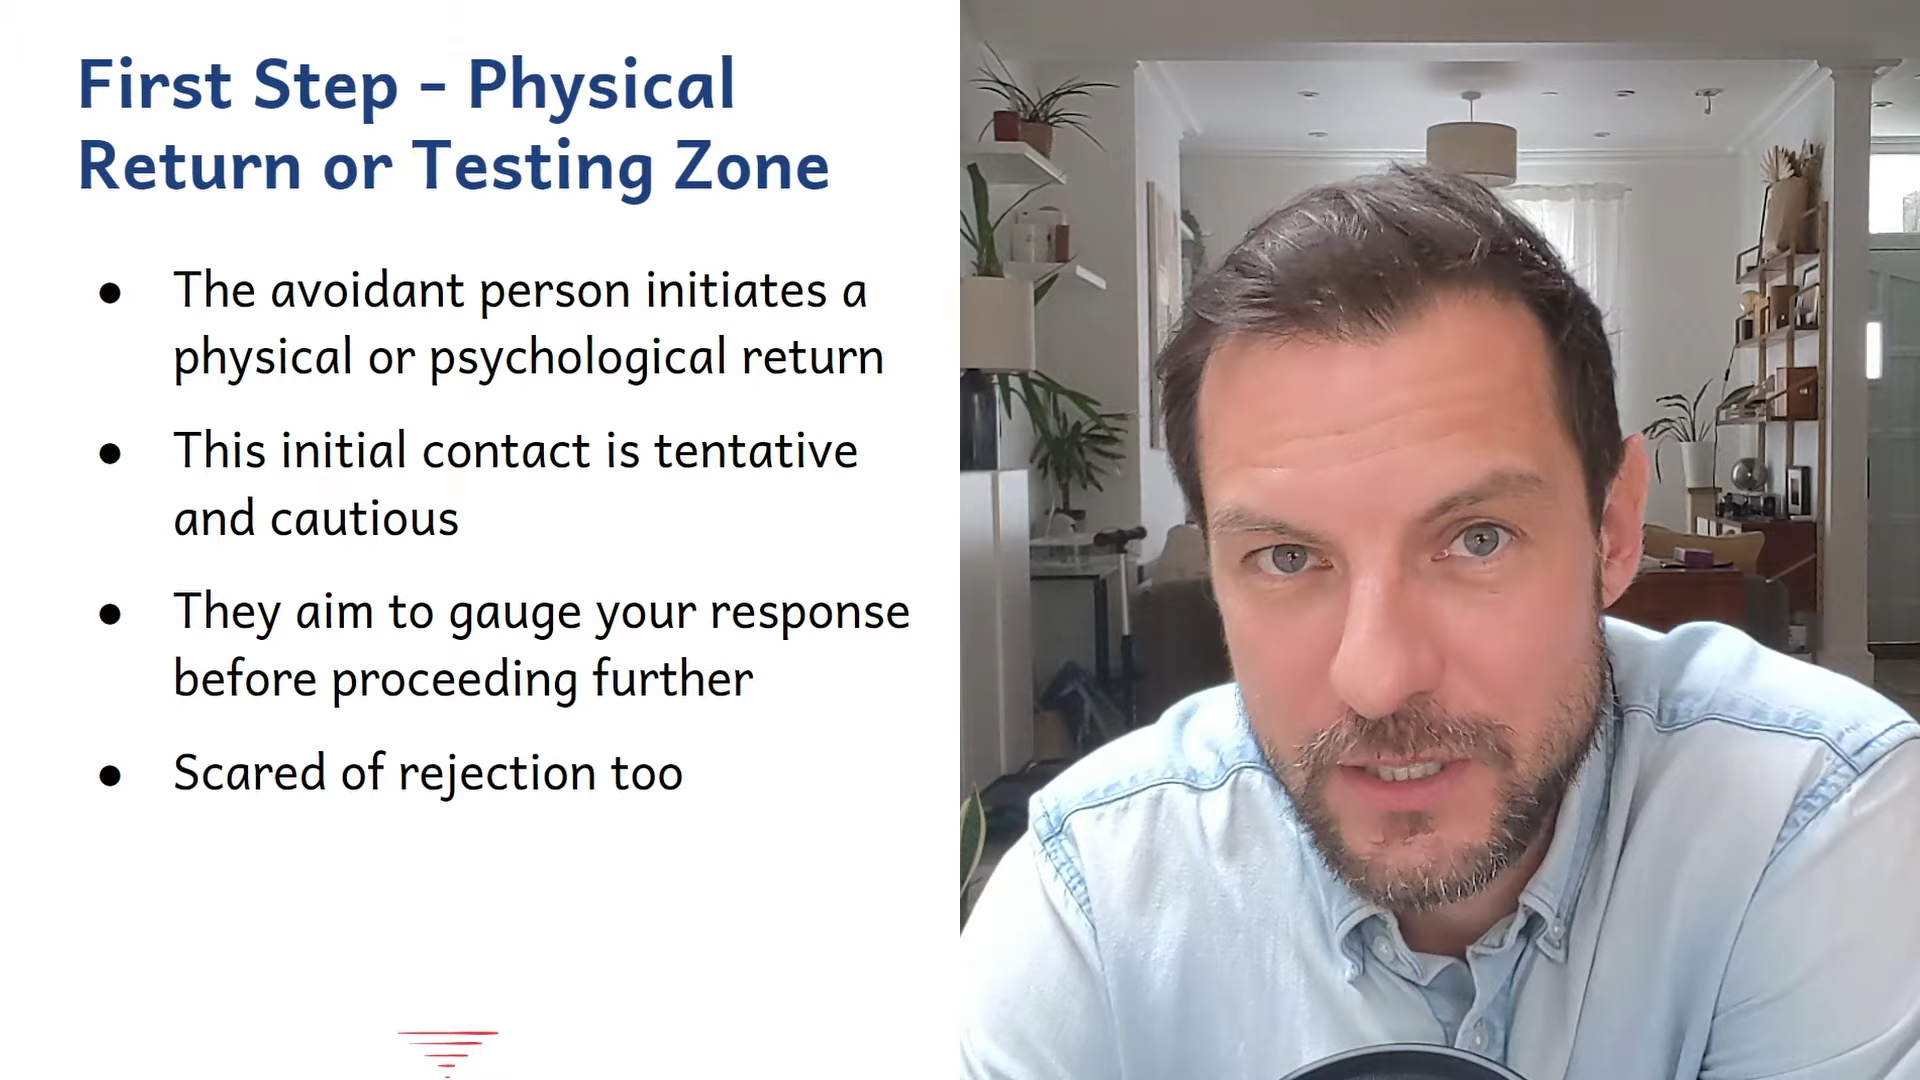 First Step - Physical
Return or Testing Zone
● The avoidant person initiates a
physical or psychological return
● This initial contact is tentative
and cautious
● They aim to gauge your response
before proceeding further
● Scared of rejection too